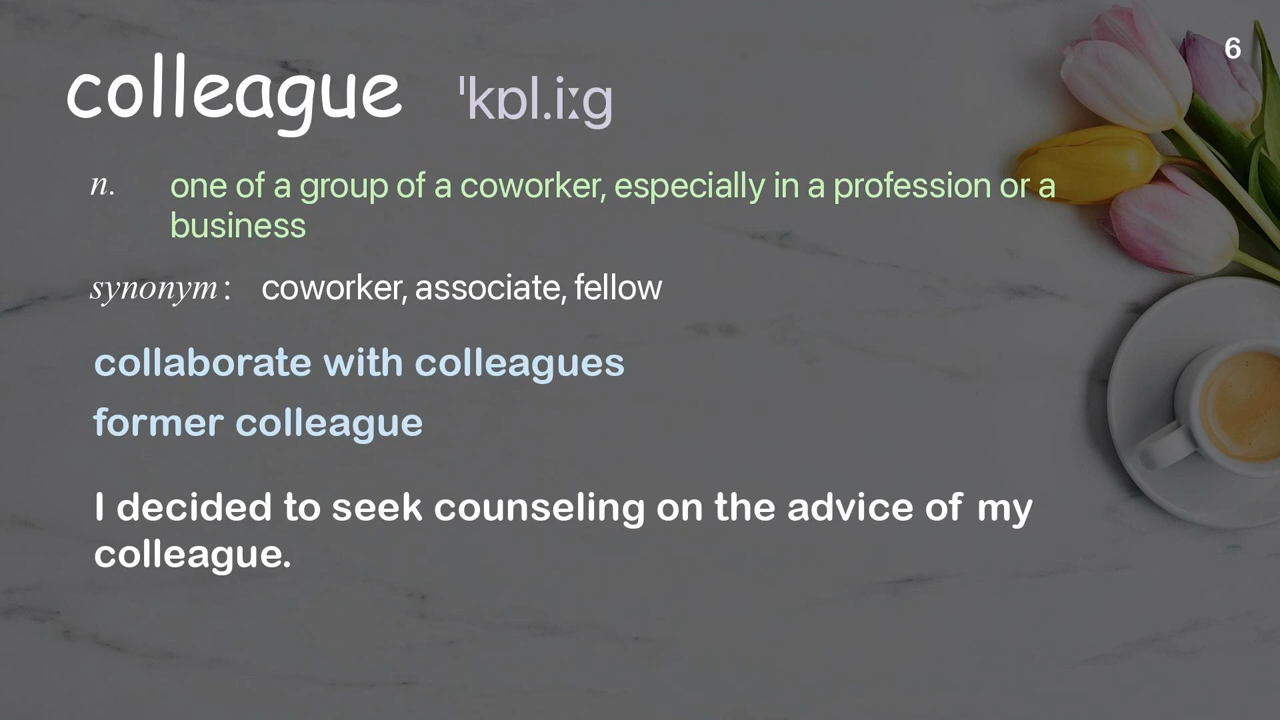 6
colleague ˈkɒl.iːɡ
n. one of a group of a coworker, especially in a profession or a
business
synonym : coworker, associate, fellow
collaborate with colleagues
former colleague
I decided to seek counseling on the advice of my
colleague.